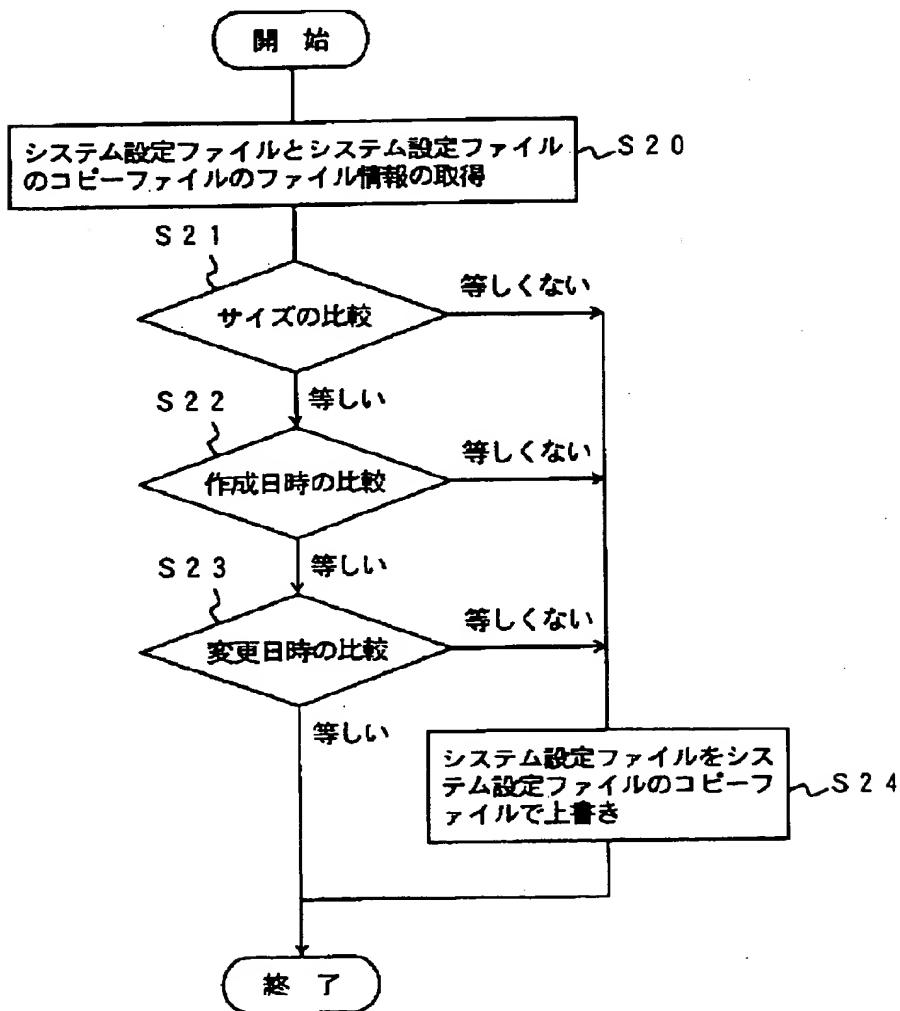 開 始
システム設定ファイルとシステム設定ファイル
のコピーファイルのファイル情報の取得
S20
S21
サイズの比較
等しくない
等しい
S22
作成日時の比較
等しくない
等しい
S23
変更日時の比較
等しくない
等しい
システム設定ファイルをシス
テム設定ファイルのコピーフ
ァイルで上書き
S24
終 了